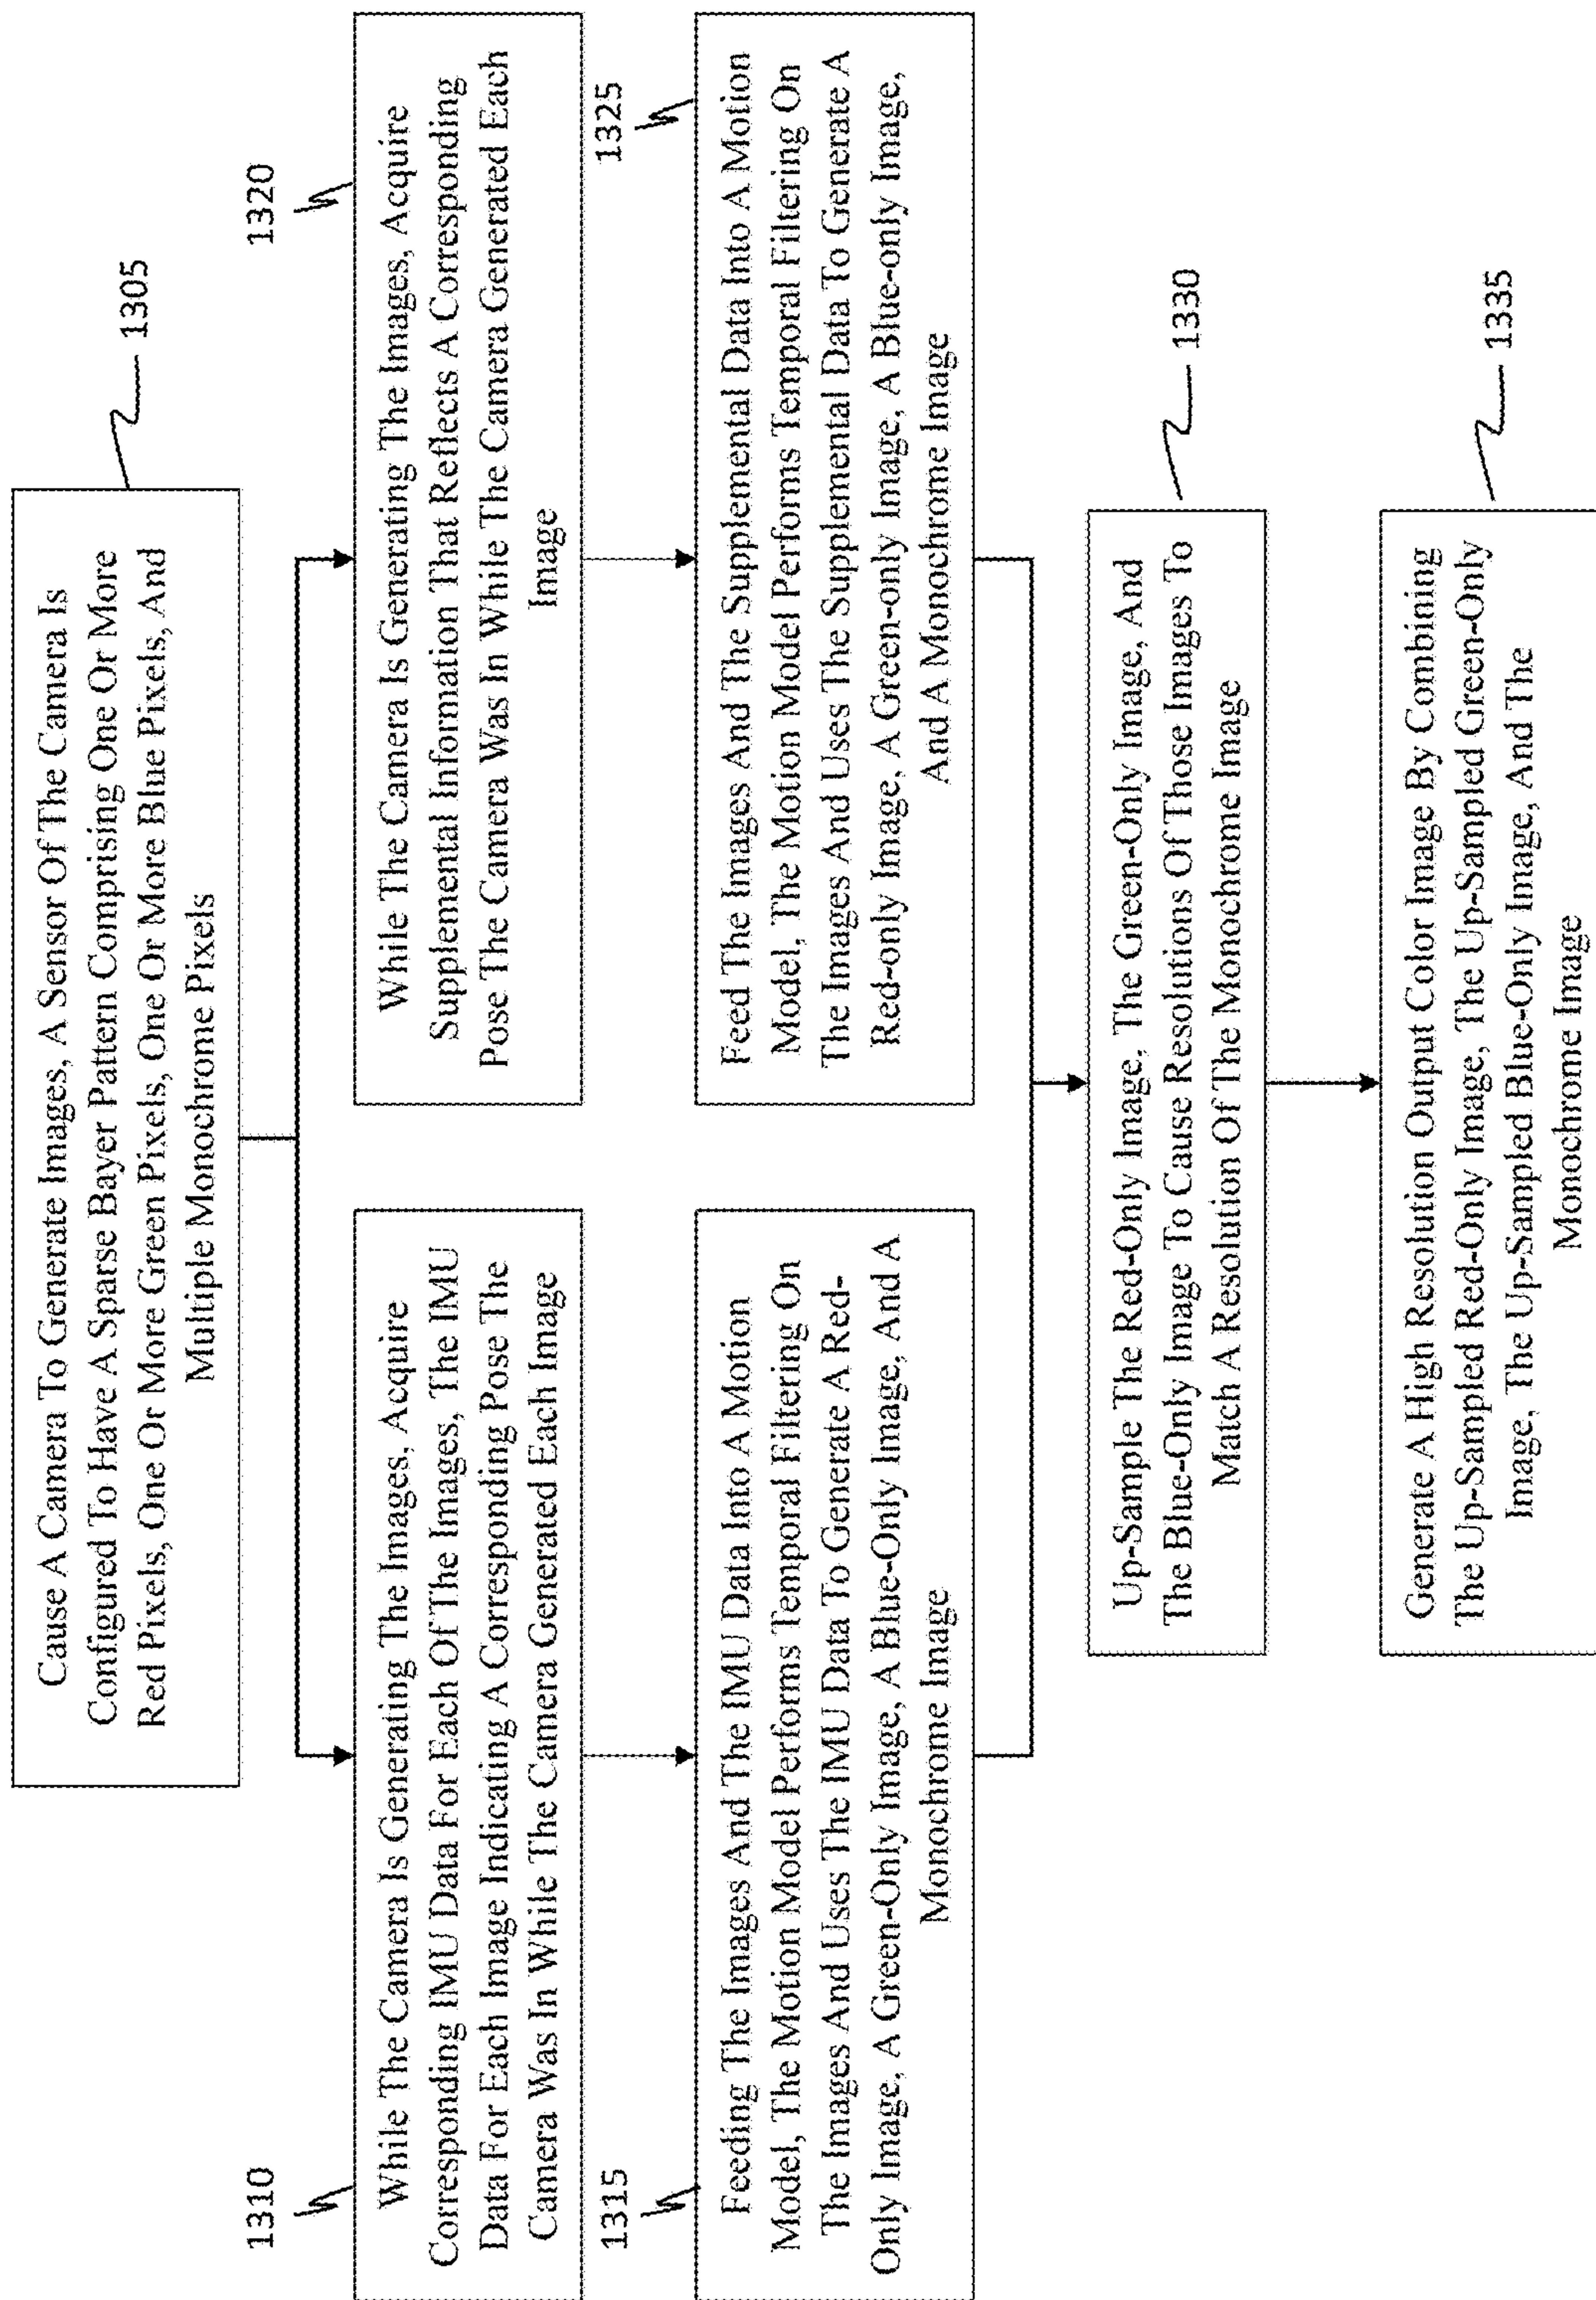 Cause A Camera To Generate Images, A Sensor Of The Camera Is
Configured To Have A Sparse Bayer Pattern Comprising One Or More
Red Pixels, One Or More Green Pixels, One Or More Blue Pixels, And
Multiple Monochrome Pixels
1305
1310
While The Camera Is Generating The Images, Acquire
Corresponding IMU Data For Each Of The Images, The IMU
Data For Each Image Indicating A Corresponding Pose The
Camera Was In While The Camera Generated Each Image
1315
Feeding The Images And The IMU Data Into A Motion
Model, The Motion Model Performs Temporal Filtering On
The Images And Uses The IMU Data To Generate A Red-
Only Image, A Green-Only Image, A Blue-Only Image, And A
Monochrome Image
1320
While The Camera Is Generating The Images, Acquire
Supplemental Information That Reflects A Corresponding
Pose The Camera Was In While The Camera Generated Each
Image
1325
Feed The Images And The Supplemental Data Into A Motion
Model, The Motion Model Performs Temporal Filtering On
The Images And Uses The Supplemental Data To Generate A
Red-only Image, A Green-only Image, A Blue-only Image,
And A Monochrome Image
Up-Sample The Red-Only Image, The Green-Only Image, And
The Blue-Only Image To Cause Resolutions Of Those Images To
Match A Resolution Of The Monochrome Image
1330
Generate A High Resolution Output Color Image By Combining
The Up-Sampled Red-Only Image, The Up-Sampled Green-Only
Image, The Up-Sampled Blue-Only Image, And The
Monochrome Image
1335